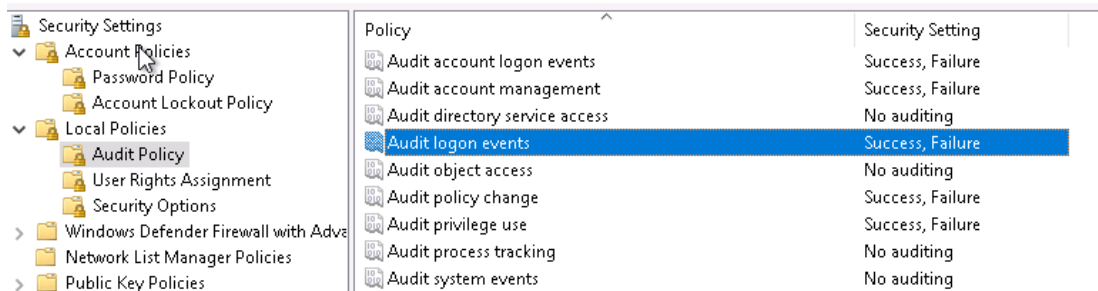 Security Settings
Account Policies
Password Policy
Account Lockout Policy
Local Policies
Audit Policy
User Rights Assignment
Security Options
Windows Defender Firewall with Adva
Network List Manager Policies
Public Key Policies
Policy Security Setting
Audit account logon events Success, Failure
Audit account management Success, Failure
Audit directory service access No auditing
Audit logon events Success, Failure
Audit object access No auditing
Audit policy change Success, Failure
Audit privilege use Success, Failure
Audit process tracking No auditing
Audit system events No auditing